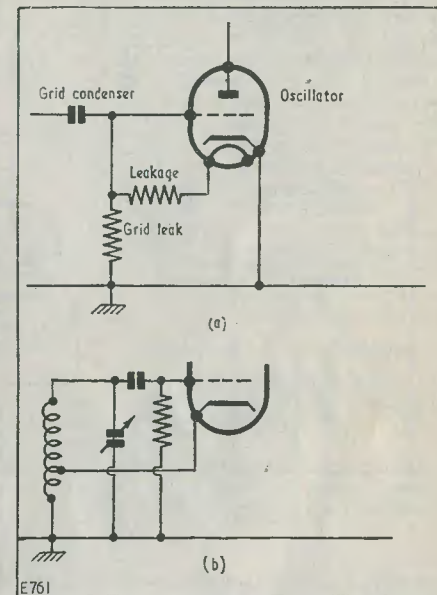 Grid condenser
Oscillator
Leakage
Grid leak
(a)
(b)
E761